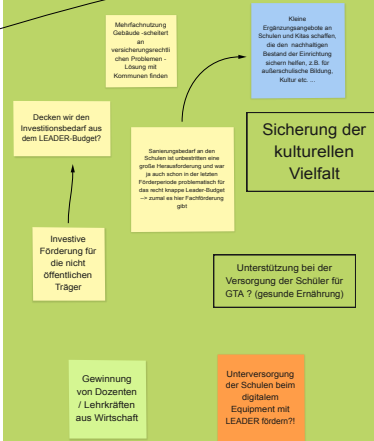 Mehrfachnutzung
Gebäude -scheitert
an
versicherungsrechtli
chen Problemen -
Lösung mit
Kommunen finden
Kleine
Ergänzungsangebote an
Schulen und Kitas schaffen,
die den nachhaltigen
Bestand der Einrichtung
sichern helfen, z.B. für
außerschulische Bildung,
Kultur etc. ...
Decken wir den
Investitionsbedarf aus
dem LEADER-Budget?
Sanierungsbedarf an den
Schulen ist unbestritten eine
große Herausforderung und war
ja auch schon in der letzten
Förderperiode problematisch für
das recht knappe Leader-Budget
--> zumal es hier Fachförderung
gibt
Sicherung der
kulturellen
Vielfalt
Investive
Förderung für
die nicht
öffentlichen
Träger
Unterstützung bei der
Versorgung der Schüler für
GTA ? (gesunde Ernährung)
Gewinnung
von Dozenten
/ Lehrkräften
aus Wirtschaft
Unterversorgung
der Schulen beim
digitalem
Equipment mit
LEADER fördern?!